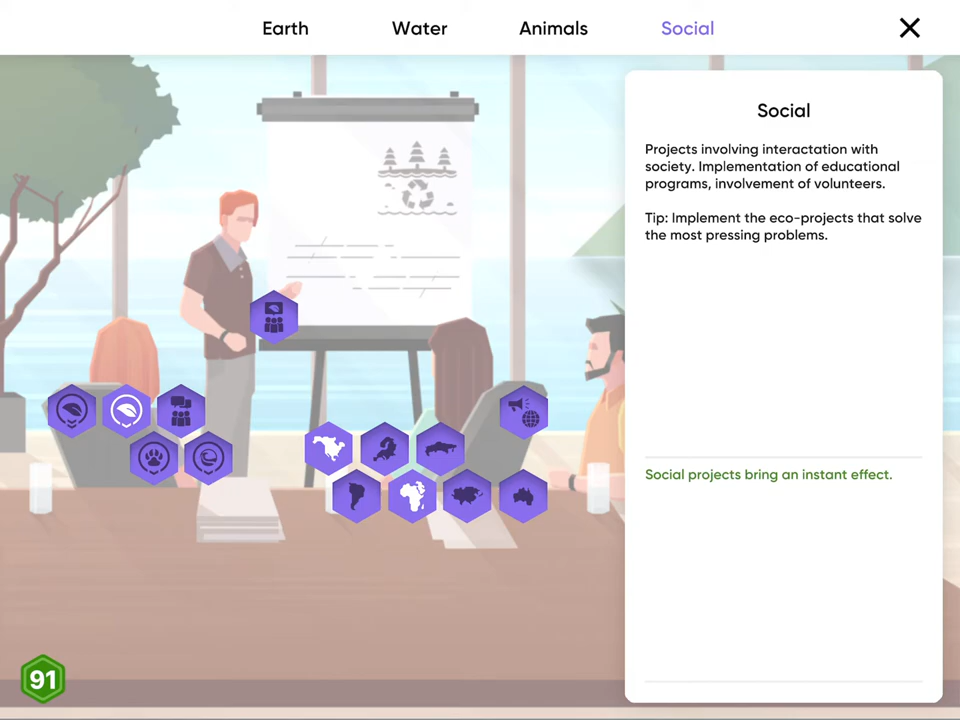 Earth Water Animals Social
Social
Projects involving interactation with
society. Implementation of educational
programs, involvement of volunteers.
Tip: Implement the eco-projects that solve
the most pressing problems.
Social projects bring an instant effect.
91